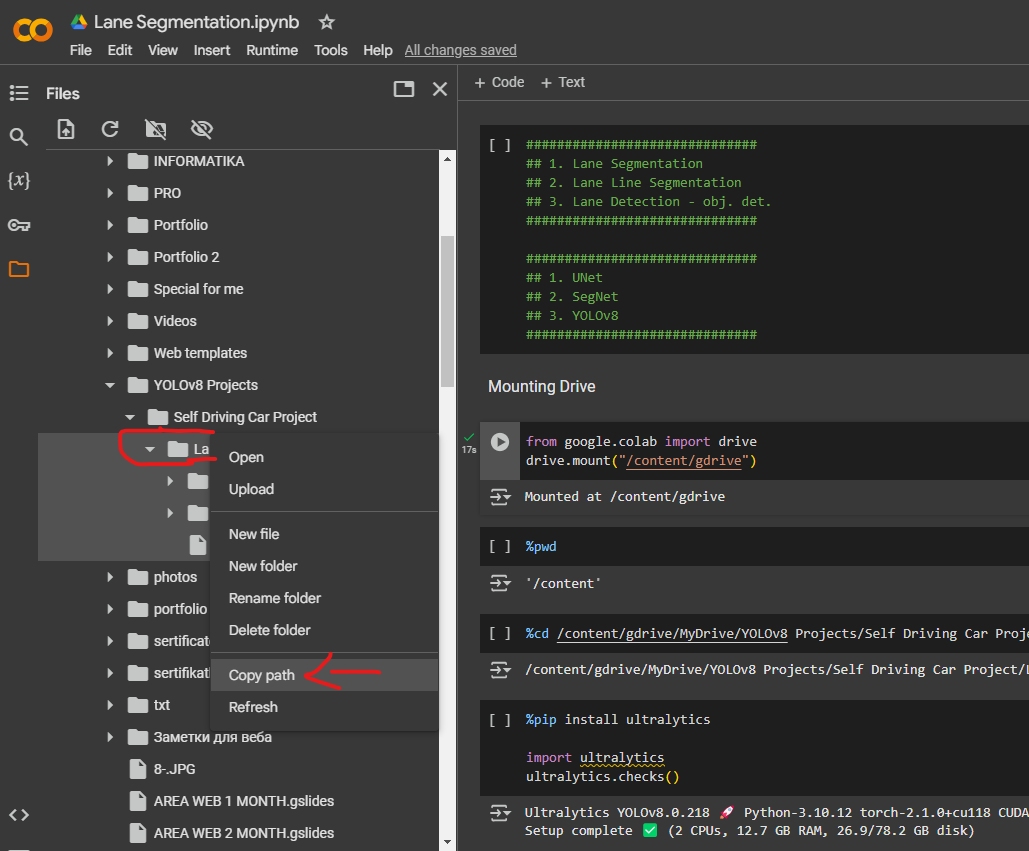 Lane Segmentation.ipynb
File Edit View Insert Runtime Tools Help All changes saved
Files
{x}
INFORMATIKA
PRO
Portfolio
Portfolio 2
Special for me
Videos
Web templates
YOLOv8 Projects
Self Driving Car Project
La
Open
Upload
New file
New folder
Rename folder
Delete folder
Copy path
Refresh
photos
portfolio
sertificat
sertifikat
txt
Заметки для веба
8-.JPG
AREA WEB 1 MONTH.gslides
AREA WEB 2 MONTH.gslides
+ Code + Text
[ ] ##############################
## 1. Lane Segmentation
## 2. Lane Line Segmentation
## 3. Lane Detection - obj. det.
##############################
##############################
## 1. UNet
## 2. SegNet
## 3. YOLOv8
##############################
Mounting Drive
17s
from google.colab import drive
drive.mount("/content/gdrive")
Mounted at /content/gdrive
[ ] %pwd
'/content'
[ ] %cd /content/gdrive/MyDrive/YOLOv8 Projects/Self Driving Car Proje
/content/gdrive/MyDrive/YOLOv8 Projects/Self Driving Car Project/
[ ] %pip install ultralytics
import ultralytics
ultralytics.checks()
Ultralytics YOLOv8.0.218 🚀 Python-3.10.12 torch-2.1.0+cu118 CUDA
Setup complete ✅ (2 CPUs, 12.7 GB RAM, 26.9/78.2 GB disk)